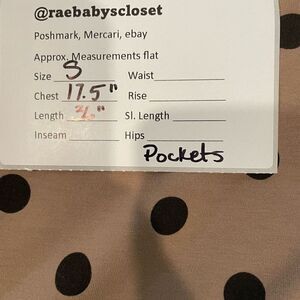 @raebabyscloset
Poshmark, Mercari, ebay
Approx. Measurements flat
Size S Waist
Chest 17.5" Rise
Length Sl. Length
Inseam Hips
Pockets